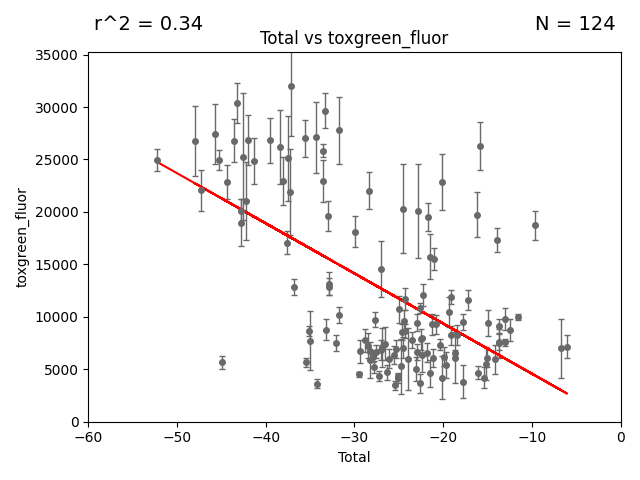 r^2 = 0.34 N = 124
Total vs toxgreen_fluor
35000
30000
25000
20000
15000
10000
5000
0
toxgreen_fluor
−60 −50 −40 −30 −20 −10 0
Total